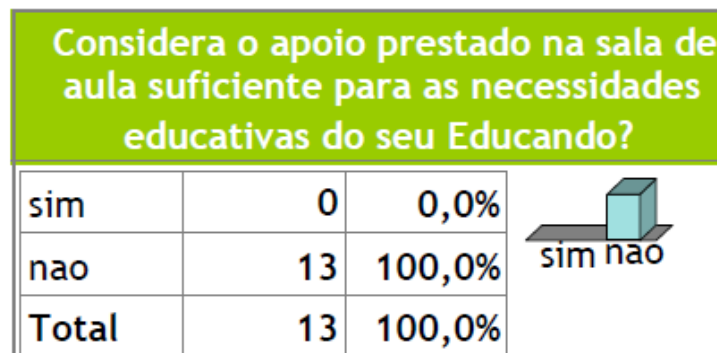 Considera o apoio prestado na sala de
aula suficiente para as necessidades
educativas do seu Educando?
sim 0 0,0%
nao 13 100,0%
Total 13 100,0%
sim nao